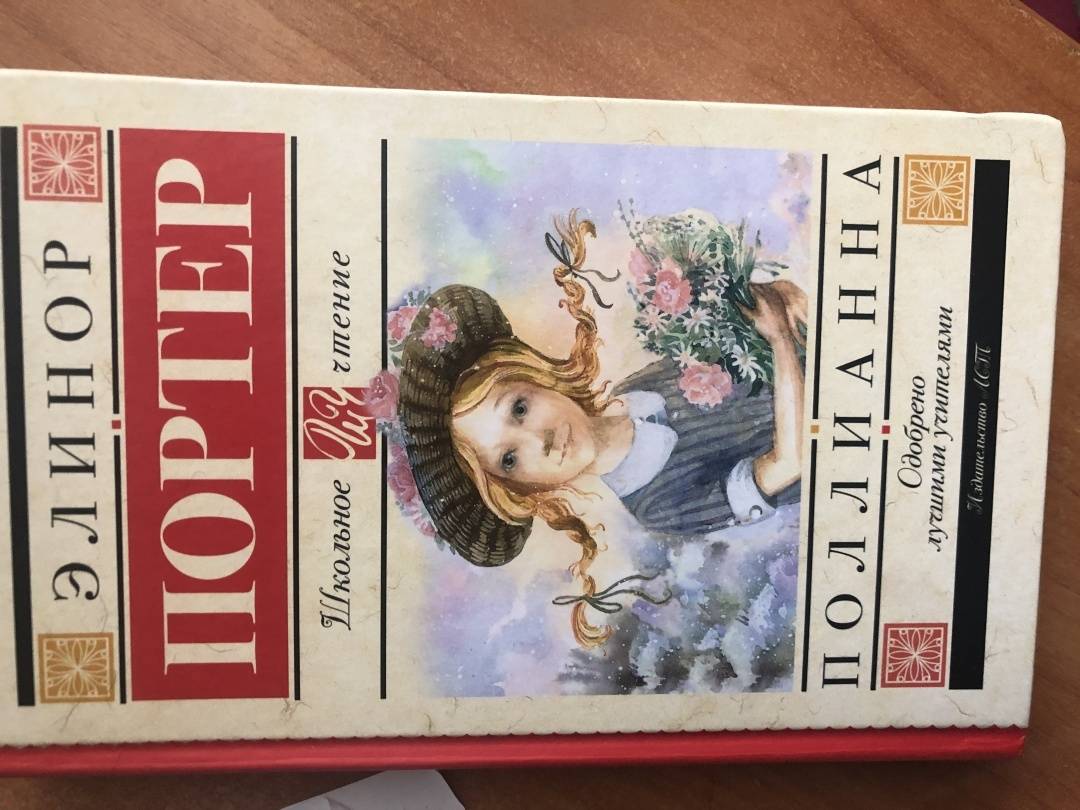 ЭЛИНОР
ПОРТЕР
Школьное ШЧ чтение
ПОЛЛИАННА
Одобрено
лучшими учителями
Издательство АСТ